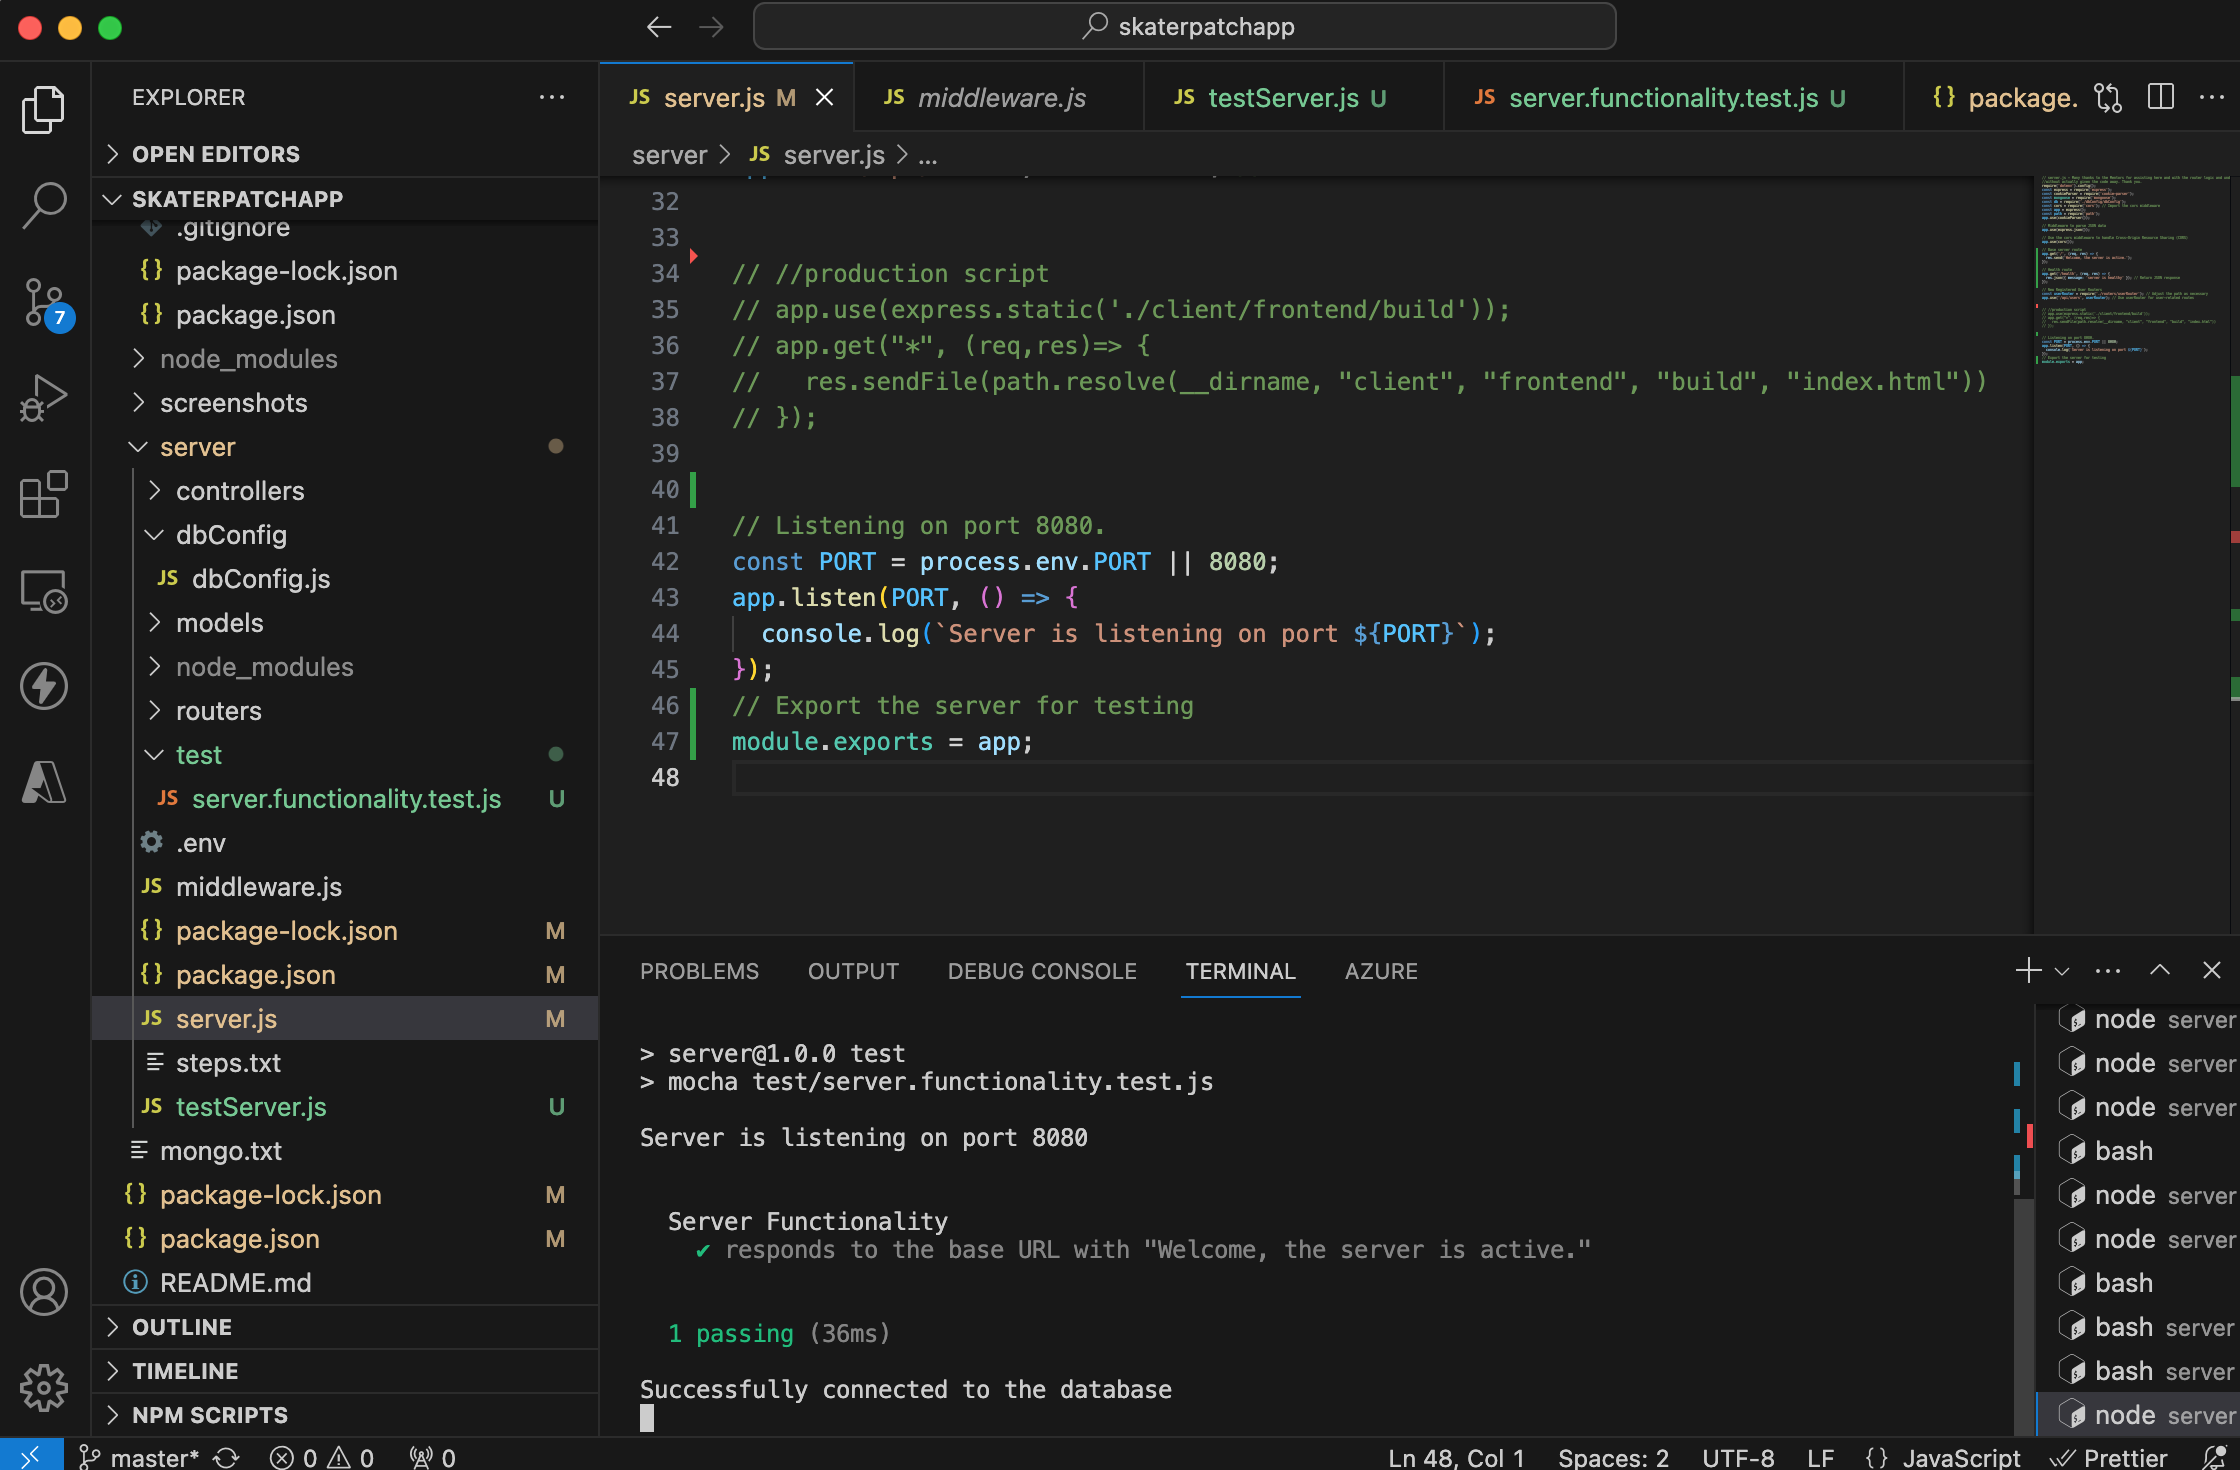 skaterpatchapp
EXPLORER
OPEN EDITORS
SKATERPATCHAPP
.gitignore
{} package-lock.json
{} package.json
node_modules
screenshots
server
controllers
dbConfig
JS dbConfig.js
models
node_modules
routers
test
JS server.functionality.test.js U
.env
JS middleware.js
{} package-lock.json M
{} package.json M
JS server.js M
steps.txt
JS testServer.js U
mongo.txt
{} package-lock.json M
{} package.json M
README.md
OUTLINE
TIMELINE
NPM SCRIPTS
7
JS server.js M
JS middleware.js
JS testServer.js U
JS server.functionality.test.js U
{} package.
server > JS server.js > ...
32
33
34 // //production script
35 // app.use(express.static('./client/frontend/build'));
36 // app.get("*", (req,res)=> {
37 //   res.sendFile(path.resolve(__dirname, "client", "frontend", "build", "index.html"))
38 // });
39
40
41 // Listening on port 8080.
42 const PORT = process.env.PORT || 8080;
43 app.listen(PORT, () => {
44   console.log(`Server is listening on port ${PORT}`);
45 });
46 // Export the server for testing
47 module.exports = app;
48
PROBLEMS OUTPUT DEBUG CONSOLE TERMINAL AZURE
> server@1.0.0 test
> mocha test/server.functionality.test.js
Server is listening on port 8080
Server Functionality
✔ responds to the base URL with "Welcome, the server is active."
1 passing (36ms)
Successfully connected to the database
node server
node server
node server
bash
node server
node server
bash
bash server
bash server
node server
master* 0 0 0
Ln 48, Col 1 Spaces: 2 UTF-8 LF {} JavaScript Prettier